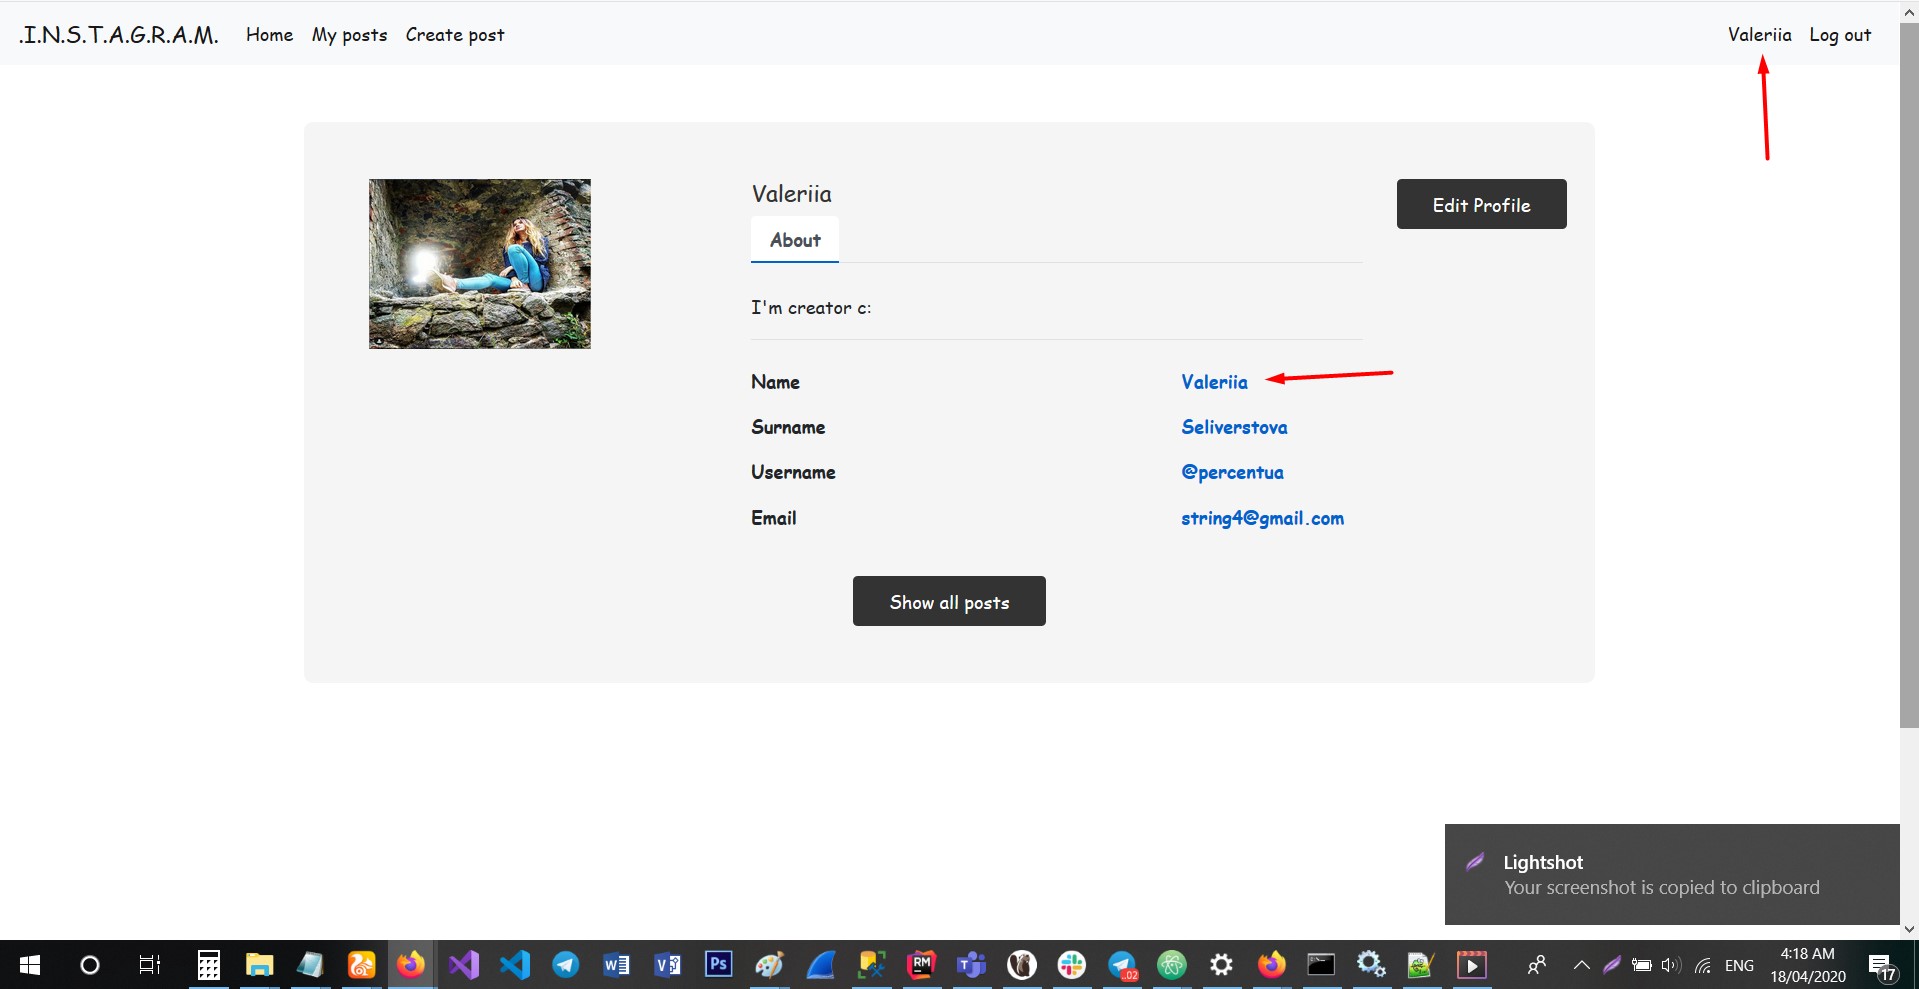 .I.N.S.T.A.G.R.A.M. Home My posts Create post Valeriia Log out
Valeriia
Edit Profile
About
I'm creator c:
Name Valeriia
Surname Seliverstova
Username @percentua
Email string4@gmail.com
Show all posts
Lightshot
Your screenshot is copied to clipboard
Ps
RM
..02
ENG
4:18 AM
18/04/2020
17